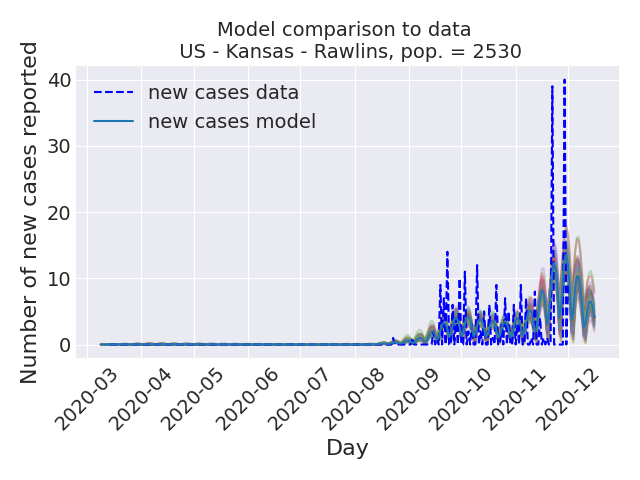 Model comparison to data
US - Kansas - Rawlins, pop. = 2530
Number of new cases reported
40
30
20
10
0
new cases data
new cases model
2020-03
2020-04
2020-05
2020-06
2020-07
2020-08
2020-09
2020-10
2020-11
2020-12
Day